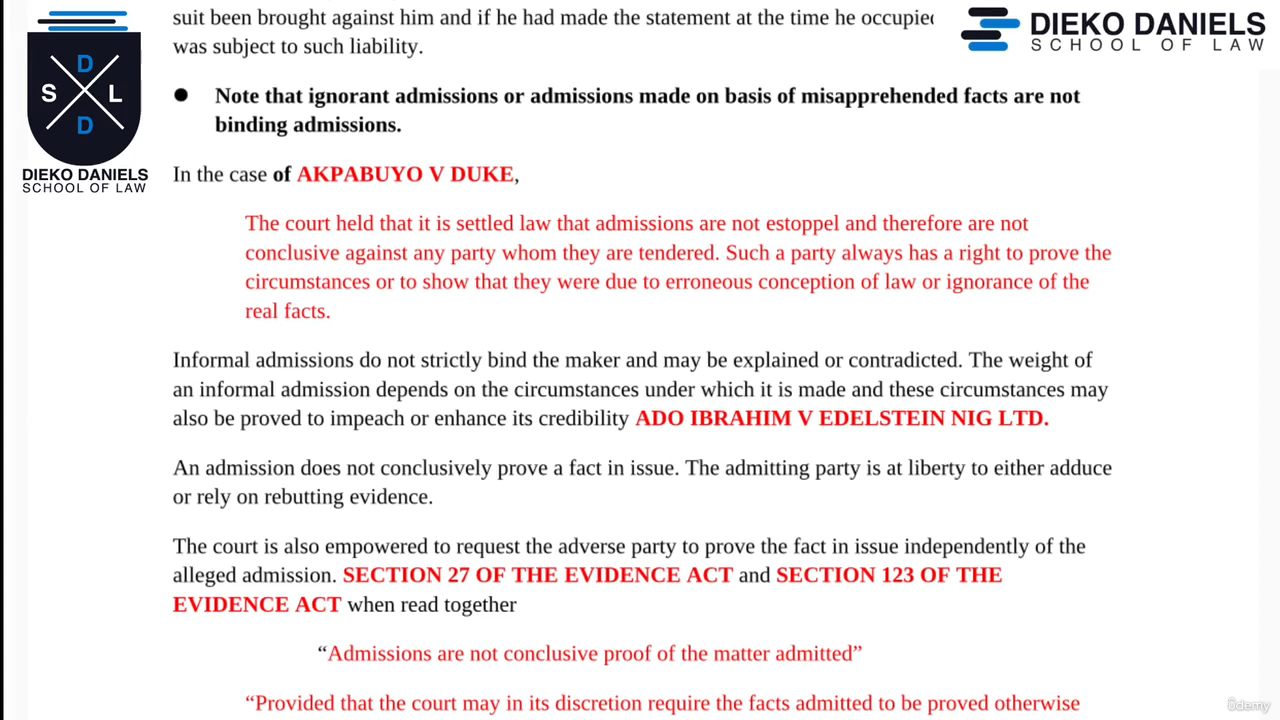 suit been brought against him and if he had made the statement at the time he occupied
was subject to such liability.
DIEKO DANIELS
SCHOOL OF LAW
D
S L
D
DIEKO DANIELS
SCHOOL OF LAW
● Note that ignorant admissions or admissions made on basis of misapprehended facts are not
binding admissions.
In the case of AKPABUYO V DUKE,
The court held that it is settled law that admissions are not estoppel and therefore are not
conclusive against any party whom they are tendered. Such a party always has a right to prove the
circumstances or to show that they were due to erroneous conception of law or ignorance of the
real facts.
Informal admissions do not strictly bind the maker and may be explained or contradicted. The weight of
an informal admission depends on the circumstances under which it is made and these circumstances may
also be proved to impeach or enhance its credibility ADO IBRAHIM V EDELSTEIN NIG LTD.
An admission does not conclusively prove a fact in issue. The admitting party is at liberty to either adduce
or rely on rebutting evidence.
The court is also empowered to request the adverse party to prove the fact in issue independently of the
alleged admission. SECTION 27 OF THE EVIDENCE ACT and SECTION 123 OF THE
EVIDENCE ACT when read together
“Admissions are not conclusive proof of the matter admitted”
“Provided that the court may in its discretion require the facts admitted to be proved otherwise
ûdemy